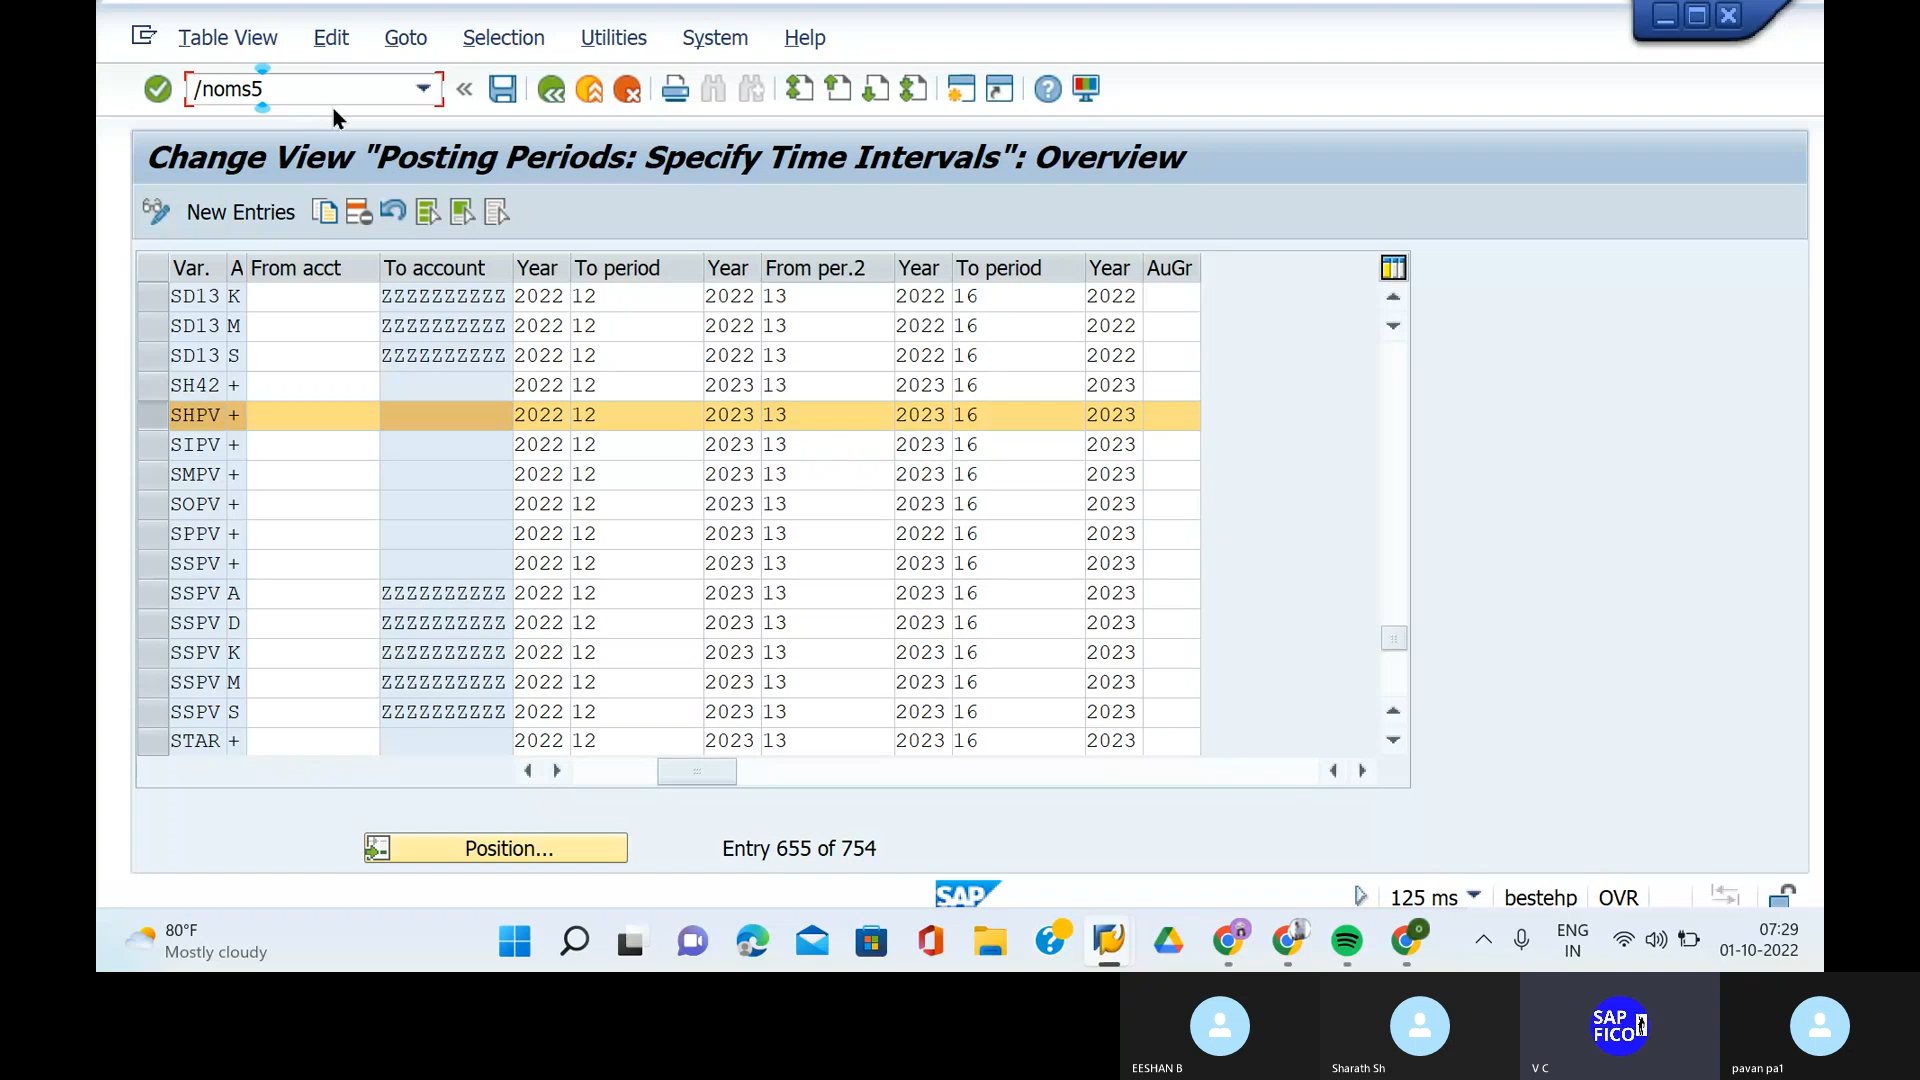 Table View Edit Goto Selection Utilities System Help
/noms5
Change View "Posting Periods: Specify Time Intervals": Overview
New Entries
Var. A From acct To account Year To period Year From per.2 Year To period Year AuGr
SD13 K ZZZZZZZZZZ 2022 12 2022 13 2022 16 2022
SD13 M ZZZZZZZZZZ 2022 12 2022 13 2022 16 2022
SD13 S ZZZZZZZZZZ 2022 12 2022 13 2022 16 2022
SH42 + 2022 12 2023 13 2023 16 2023
SHPV + 2022 12 2023 13 2023 16 2023
SIPV + 2022 12 2023 13 2023 16 2023
SMPV + 2022 12 2023 13 2023 16 2023
SOPV + 2022 12 2023 13 2023 16 2023
SPPV + 2022 12 2023 13 2022 16 2023
SSPV + 2022 12 2023 13 2023 16 2023
SSPV A ZZZZZZZZZZ 2022 12 2023 13 2023 16 2023
SSPV D ZZZZZZZZZZ 2022 12 2023 13 2023 16 2023
SSPV K ZZZZZZZZZZ 2022 12 2023 13 2023 16 2023
SSPV M ZZZZZZZZZZ 2022 12 2023 13 2023 16 2023
SSPV S ZZZZZZZZZZ 2022 12 2023 13 2023 16 2023
STAR + 2022 12 2023 13 2023 16 2023
Position... Entry 655 of 754
SAP 125 ms bestehp OVR
80°F
Mostly cloudy
ENG
IN
07:29
01-10-2022
SAP
FICO
EESHAN B Sharath Sh V C pavan pa1